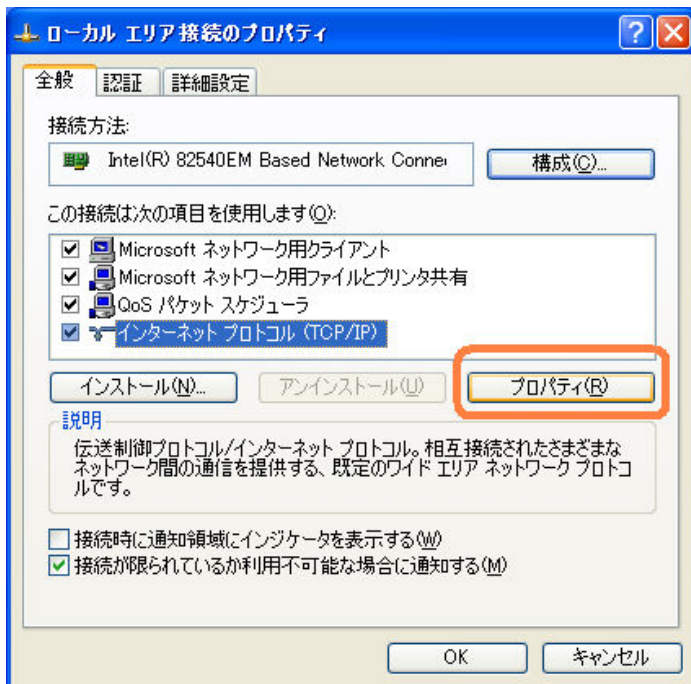 ローカル エリア接続のプロパティ
全般 認証 詳細設定
接続方法:
Intel(R) 82540EM Based Network Conne 構成(C)...
この接続は次の項目を使用します(O):
Microsoft ネットワーク用クライアント
Microsoft ネットワーク用ファイルとプリンタ共有
QoS パケット スケジューラ
インターネット プロトコル (TCP/IP)
インストール(N)... アンインストール(U) プロパティ(R)
説明
伝送制御プロトコル/インターネット プロトコル。相互接続されたさまざまな
ネットワーク間の通信を提供する、既定のワイド エリア ネットワーク プロトコ
ルです。
接続時に通知領域にインジケータを表示する(W)
接続が限られているか利用不可能な場合に通知する(M)
OK キャンセル